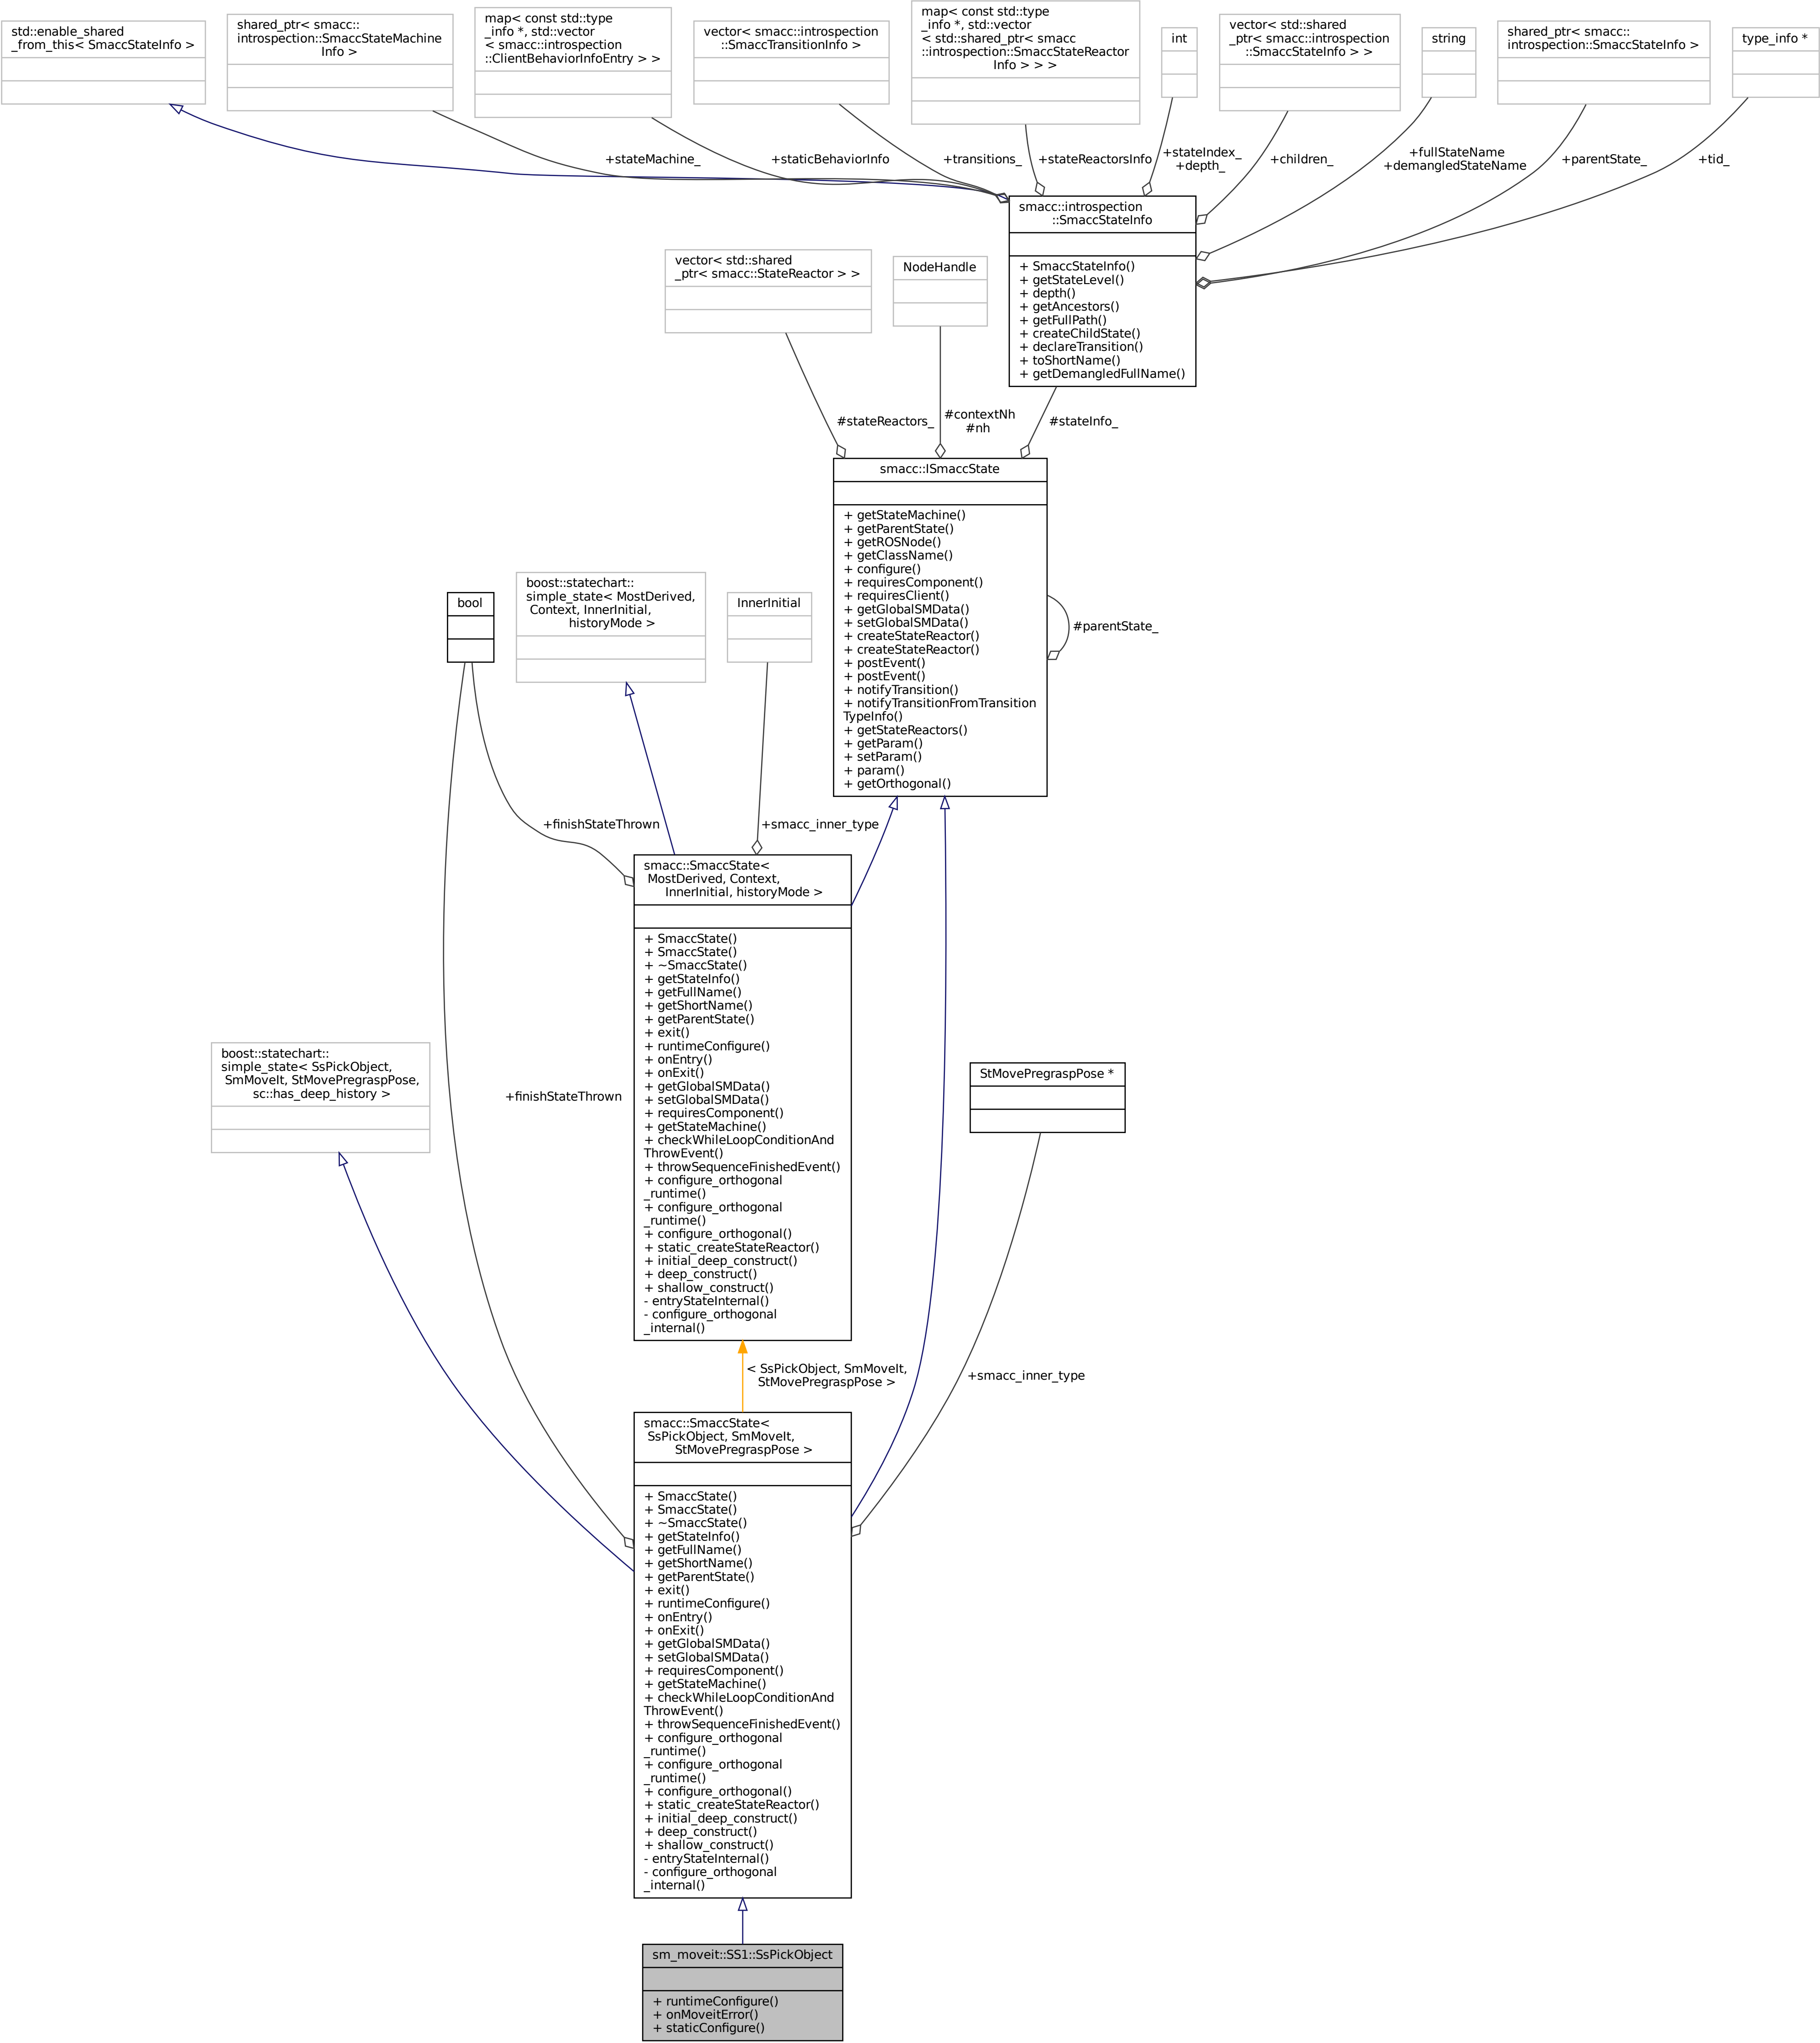 std::enable_shared
_from_this< SmaccStateInfo >
shared_ptr< smacc::
introspection::SmaccStateMachine
Info >
map< const std::type
_info *, std::vector
< smacc::introspection
::ClientBehaviorInfoEntry > >
vector< smacc::introspection
::SmaccTransitionInfo >
map< const std::type
_info *, std::vector
< std::shared_ptr< smacc
::introspection::SmaccStateReactor
Info > > >
int
vector< std::shared
_ptr< smacc::introspection
::SmaccStateInfo > >
string
shared_ptr< smacc::
introspection::SmaccStateInfo >
type_info *
+stateMachine_
+staticBehaviorInfo
+transitions_
+stateReactorsInfo
+stateIndex_
+depth_
+children_
+fullStateName
+demangledStateName
+parentState_
+tid_
smacc::introspection
::SmaccStateInfo
+ SmaccStateInfo()
+ getStateLevel()
+ depth()
+ getAncestors()
+ getFullPath()
+ createChildState()
+ declareTransition()
+ toShortName()
+ getDemangledFullName()
vector< std::shared
_ptr< smacc::StateReactor > >
NodeHandle
#stateReactors_
#contextNh
#nh
#stateInfo_
smacc::ISmaccState
+ getStateMachine()
+ getParentState()
+ getROSNode()
+ getClassName()
+ configure()
+ requiresComponent()
+ requiresClient()
+ getGlobalSMData()
+ setGlobalSMData()
+ createStateReactor()
+ createStateReactor()
+ postEvent()
+ postEvent()
+ notifyTransition()
+ notifyTransitionFromTransition
TypeInfo()
+ getStateReactors()
+ getParam()
+ setParam()
+ param()
+ getOrthogonal()
#parentState_
bool
boost::statechart::
simple_state< MostDerived,
Context, InnerInitial,
historyMode >
InnerInitial
+finishStateThrown
+smacc_inner_type
smacc::SmaccState<
MostDerived, Context,
InnerInitial, historyMode >
+ SmaccState()
+ SmaccState()
+ ~SmaccState()
+ getStateInfo()
+ getFullName()
+ getShortName()
+ getParentState()
+ exit()
+ runtimeConfigure()
+ onEntry()
+ onExit()
+ getGlobalSMData()
+ setGlobalSMData()
+ requiresComponent()
+ getStateMachine()
+ checkWhileLoopConditionAnd
ThrowEvent()
+ throwSequenceFinishedEvent()
+ configure_orthogonal
_runtime()
+ configure_orthogonal
_runtime()
+ configure_orthogonal()
+ static_createStateReactor()
+ initial_deep_construct()
+ deep_construct()
+ shallow_construct()
- entryStateInternal()
- configure_orthogonal
_internal()
boost::statechart::
simple_state< SsPickObject,
SmMoveIt, StMovePregraspPose,
sc::has_deep_history >
+finishStateThrown
StMovePregraspPose *
< SsPickObject, SmMoveIt,
StMovePregraspPose >
+smacc_inner_type
smacc::SmaccState<
SsPickObject, SmMoveIt,
StMovePregraspPose >
+ SmaccState()
+ SmaccState()
+ ~SmaccState()
+ getStateInfo()
+ getFullName()
+ getShortName()
+ getParentState()
+ exit()
+ runtimeConfigure()
+ onEntry()
+ onExit()
+ getGlobalSMData()
+ setGlobalSMData()
+ requiresComponent()
+ getStateMachine()
+ checkWhileLoopConditionAnd
ThrowEvent()
+ throwSequenceFinishedEvent()
+ configure_orthogonal
_runtime()
+ configure_orthogonal
_runtime()
+ configure_orthogonal()
+ static_createStateReactor()
+ initial_deep_construct()
+ deep_construct()
+ shallow_construct()
- entryStateInternal()
- configure_orthogonal
_internal()
sm_moveit::SS1::SsPickObject
+ runtimeConfigure()
+ onMoveitError()
+ staticConfigure()